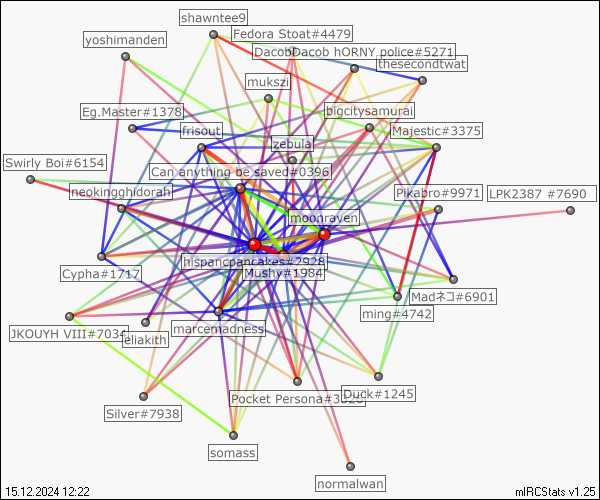 shawntee9
Fedora Stoat#4479
yoshimanden
DacobDacob hORNY police#5271
thesecondtwat
mukszi
Eg.Master#1378
bigcitysamurai
frisout
Majestic#3375
zebula
Swirly Boi#6154
Can anything be saved#0396
neokingghidorah
Pikabro#9971
LPK2387 #7690
moonraven
hispancpancakes#2928
Cypha#1717
Mushy#1984
Madネコ#6901
ming#4742
JKOUYH VIII#7034
marcemadness
eliakith
Duck#1245
Pocket Persona#3328
Silver#7938
somass
normalwan
15.12.2024 12:22
mIRCStats v1.25